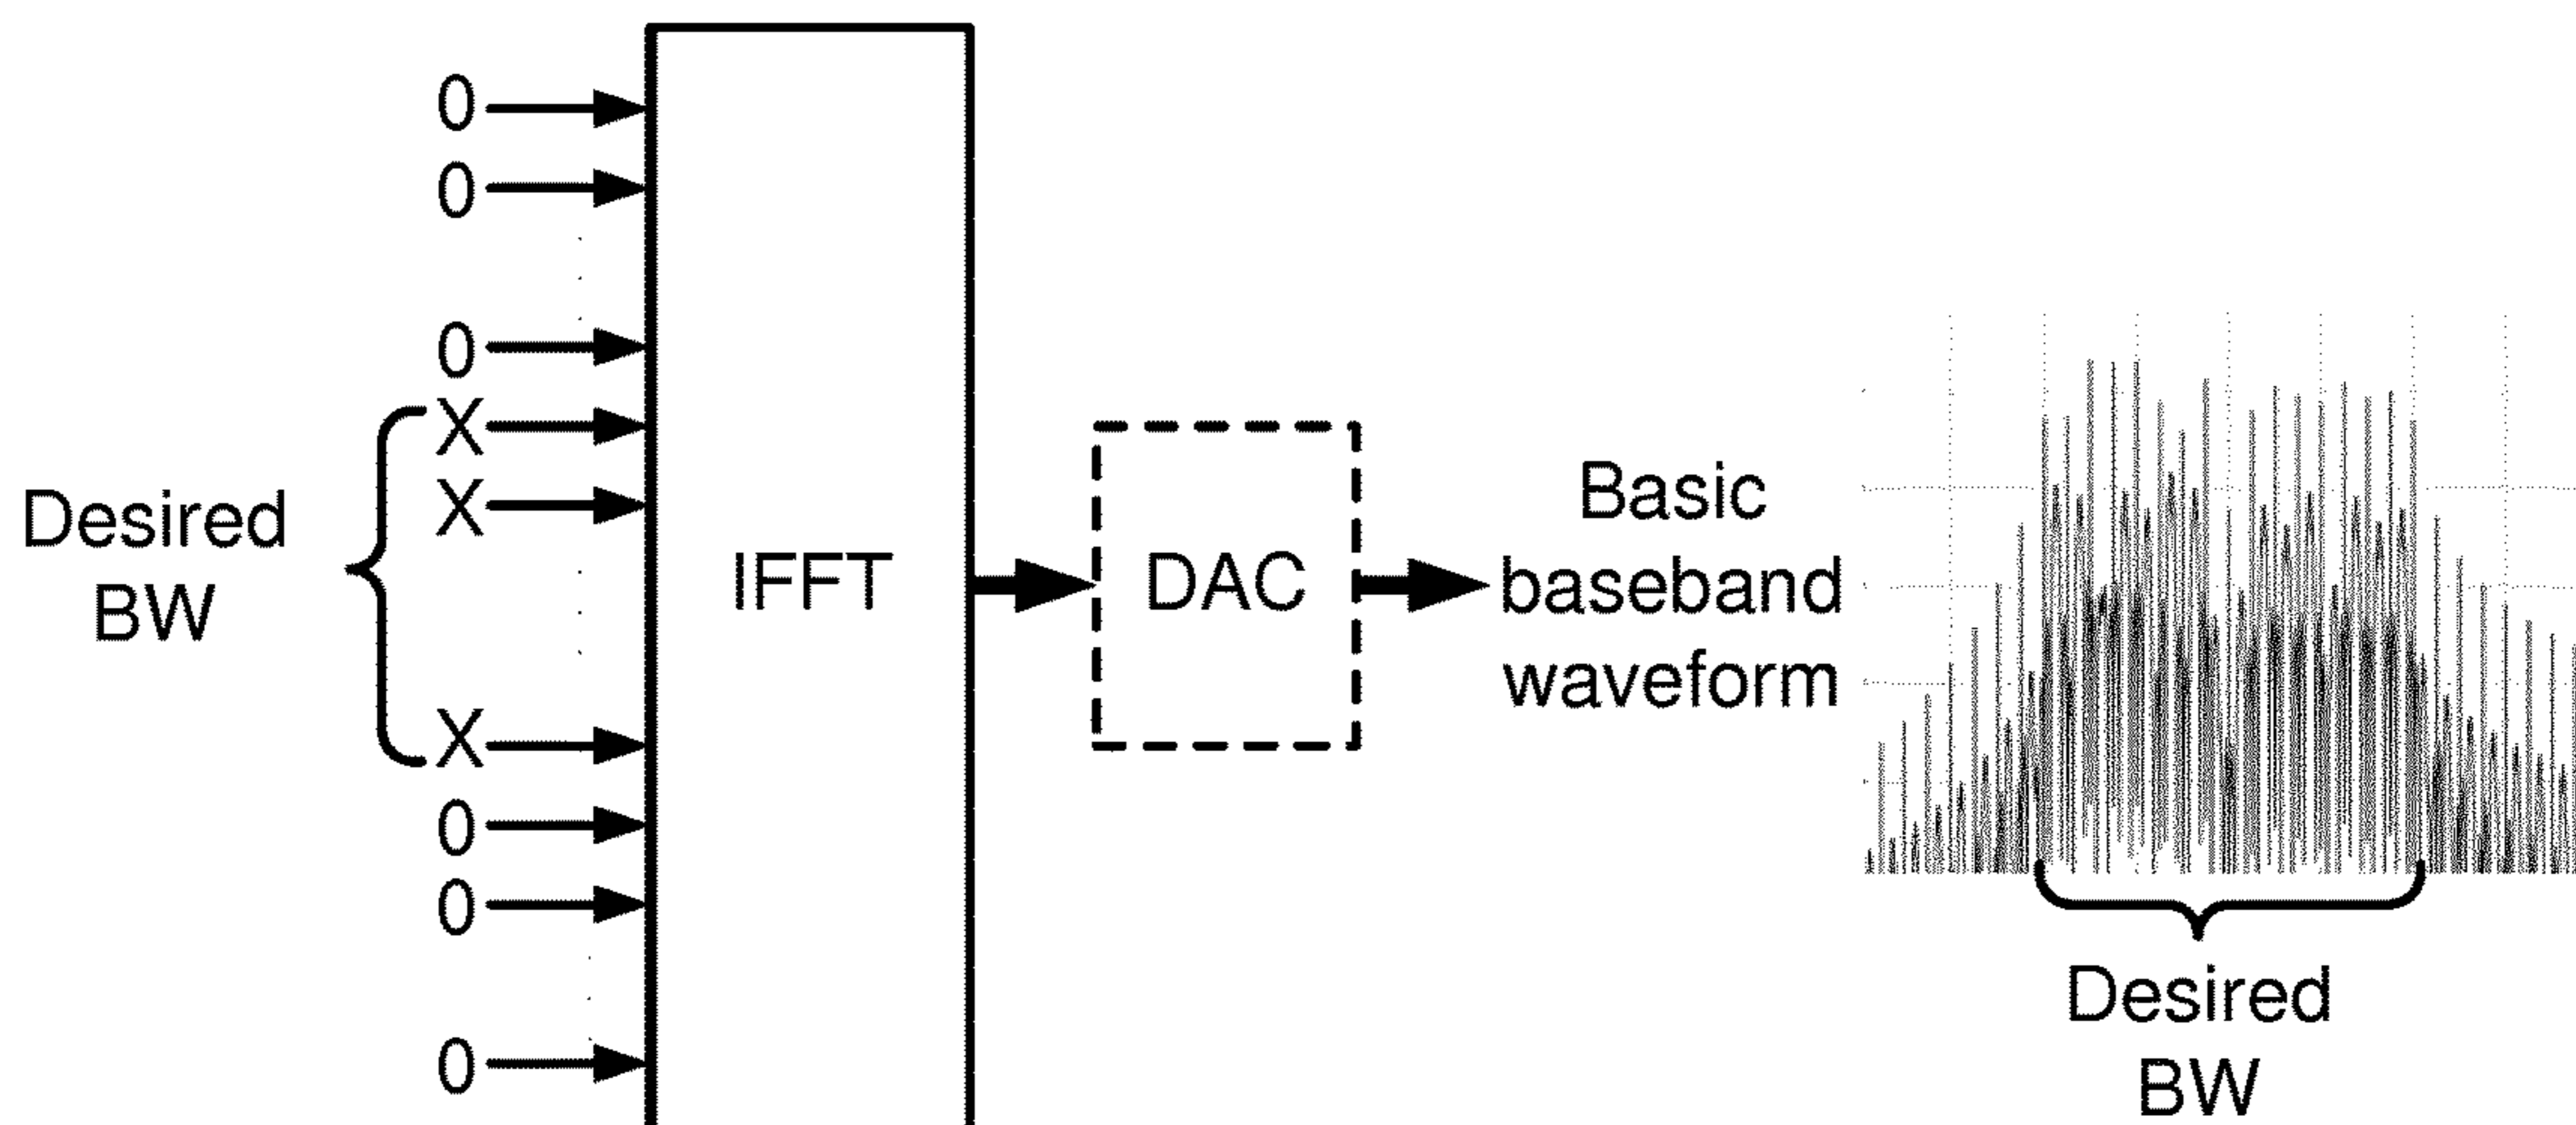 0
0
0
X
X
X
0
0
0
Desired
BW
IFFT
DAC
Basic
baseband
waveform
Desired
BW